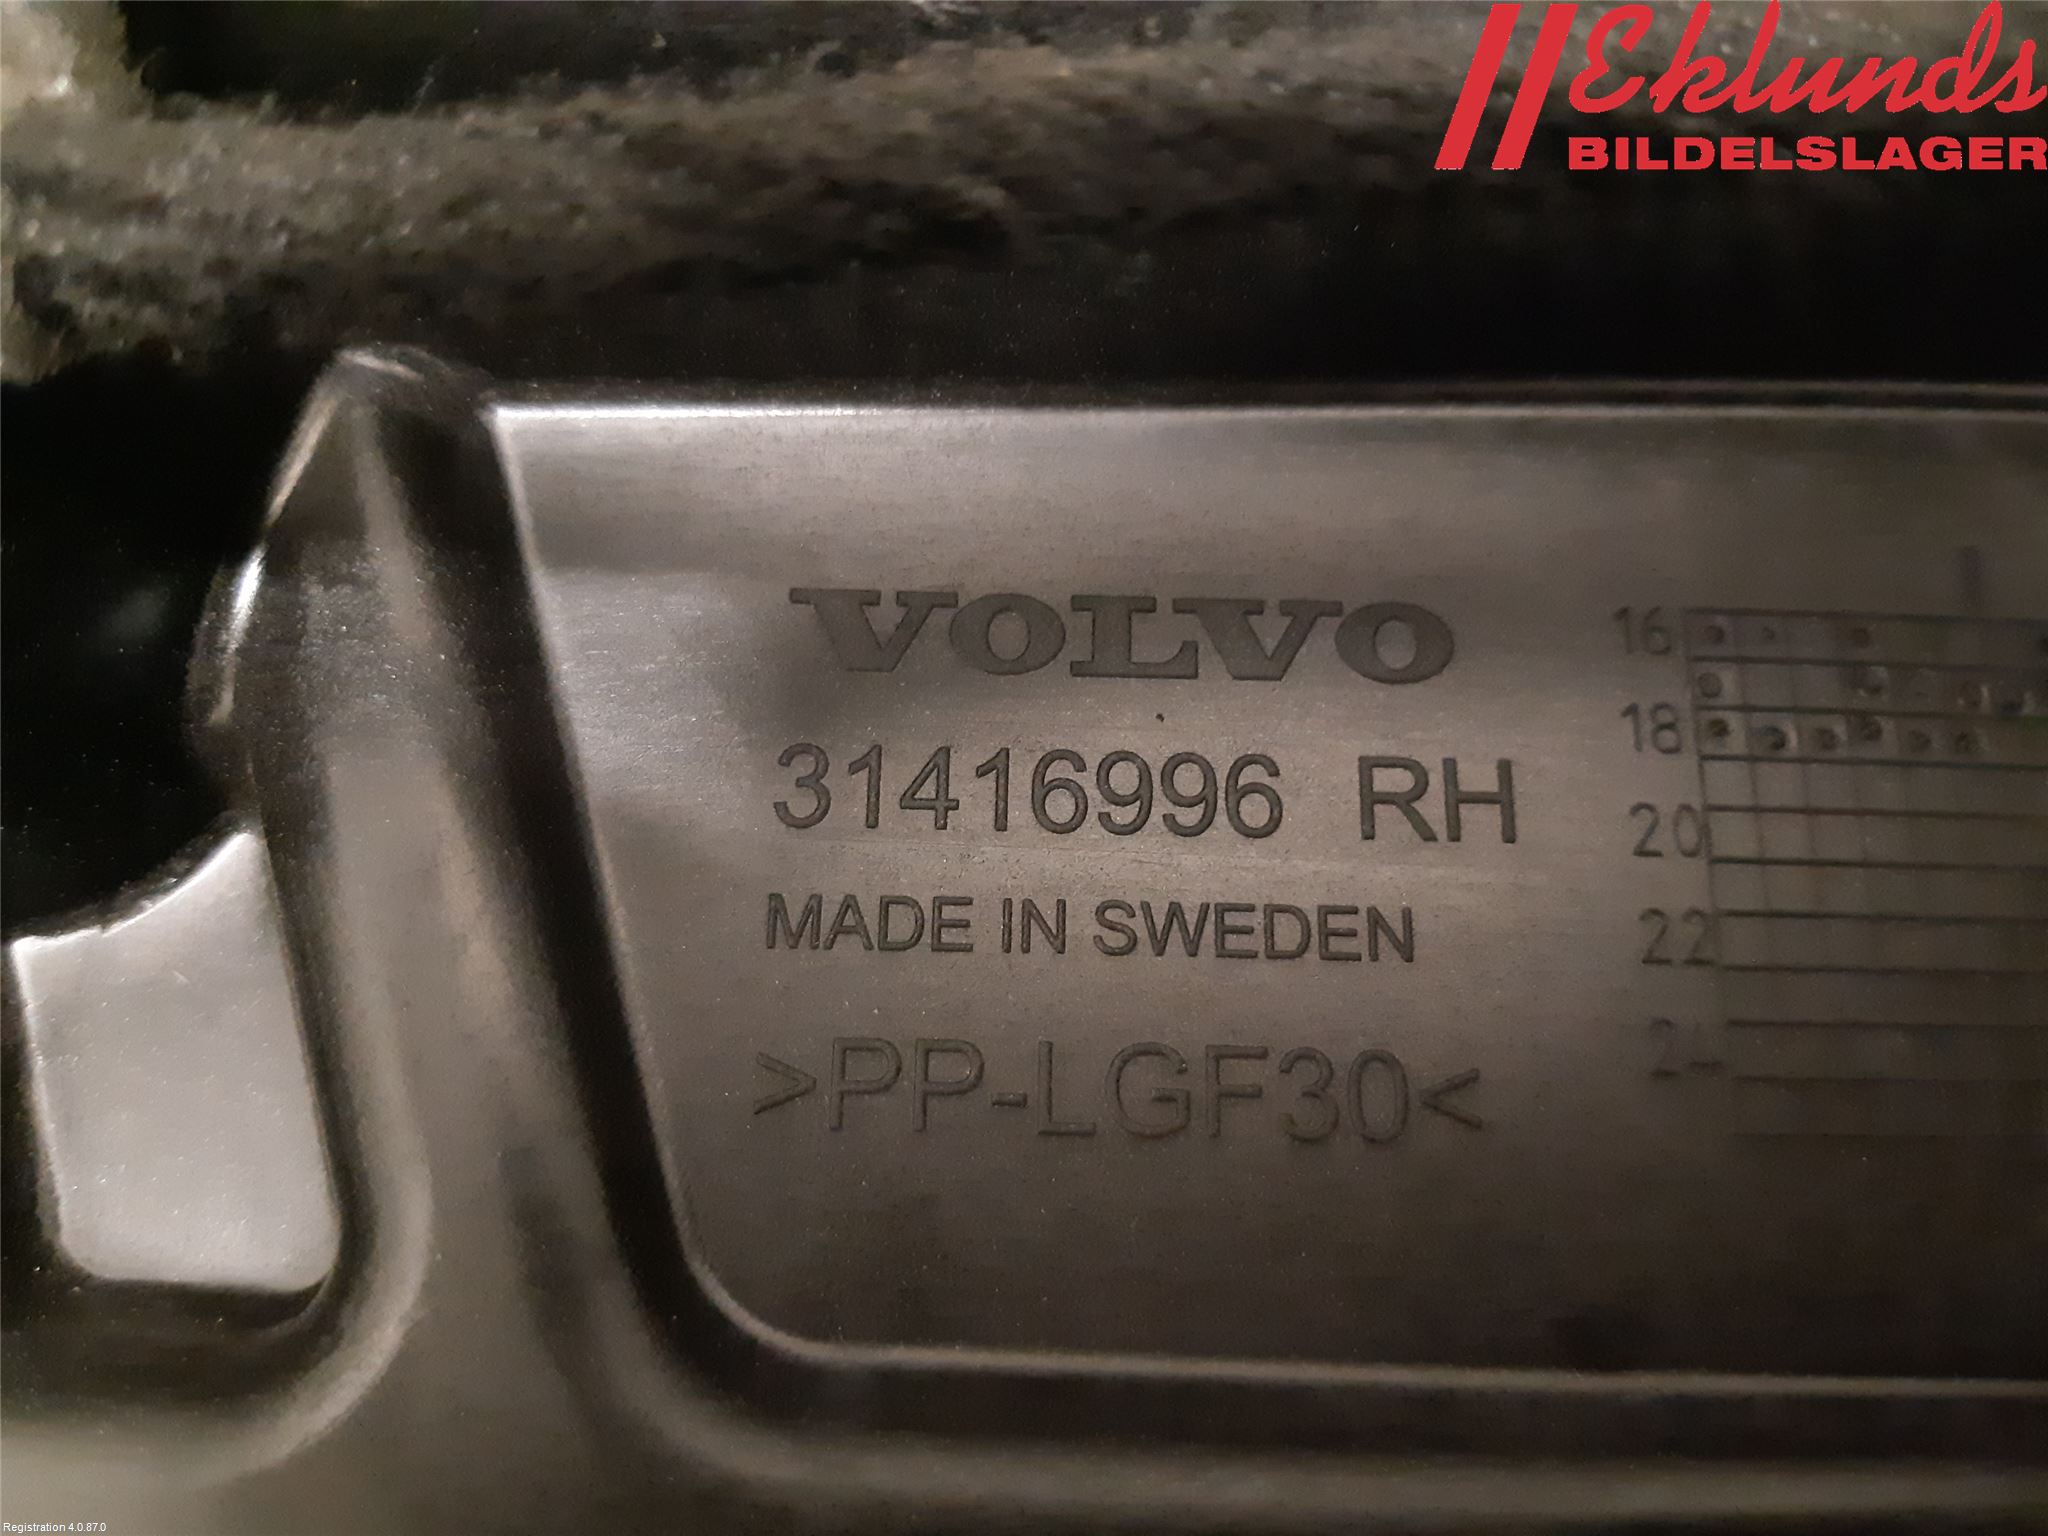 Eklunds
BILDELSLAGER
VOLVO
31416996 RH
MADE IN SWEDEN
>PP-LGF30<
16
18
20
22
24
Registration 4.0.87.0